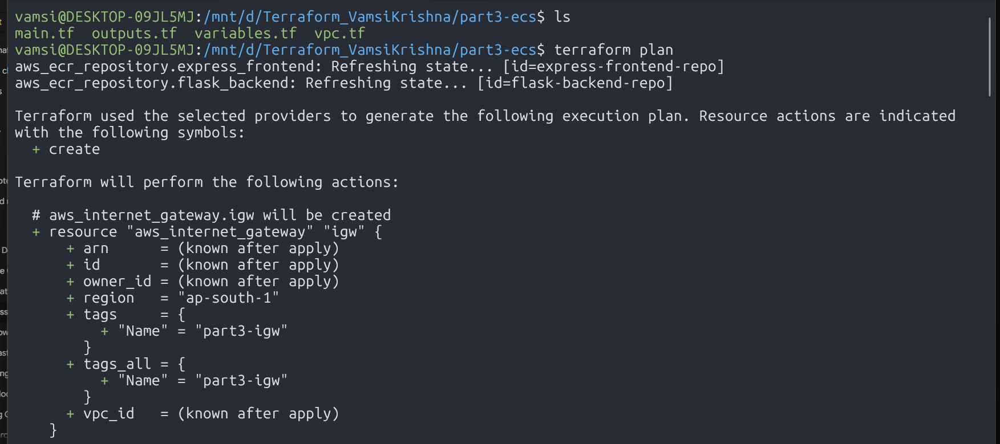 vamsi@DESKTOP-09JL5MJ:/mnt/d/Terraform_VamsiKrishna/part3-ecs$ ls
main.tf  outputs.tf  variables.tf  vpc.tf
vamsi@DESKTOP-09JL5MJ:/mnt/d/Terraform_VamsiKrishna/part3-ecs$ terraform plan
aws_ecr_repository.express_frontend: Refreshing state... [id=express-frontend-repo]
aws_ecr_repository.flask_backend: Refreshing state... [id=flask-backend-repo]

Terraform used the selected providers to generate the following execution plan. Resource actions are indicated
with the following symbols:
  + create

Terraform will perform the following actions:

  # aws_internet_gateway.igw will be created
  + resource "aws_internet_gateway" "igw" {
      + arn      = (known after apply)
      + id       = (known after apply)
      + owner_id = (known after apply)
      + region   = "ap-south-1"
      + tags     = {
          + "Name" = "part3-igw"
        }
      + tags_all = {
          + "Name" = "part3-igw"
        }
      + vpc_id   = (known after apply)
    }